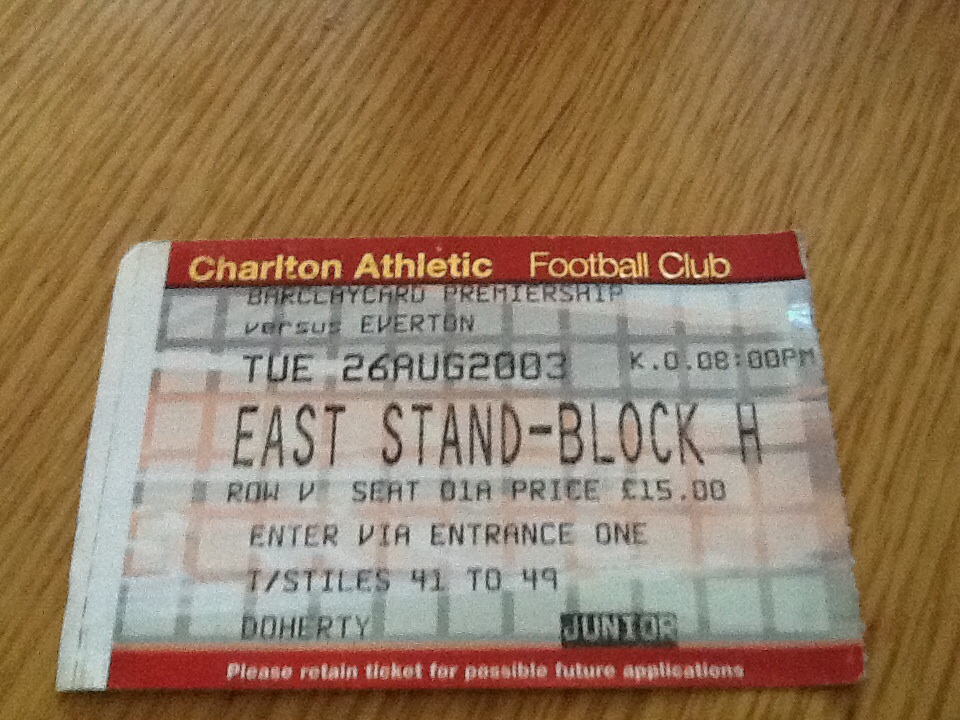 Charlton Athletic Football Club
BARCLAYCARD PREMIERSHIP
versus EVERTON
TUE 26AUG2003 K.O.08:00PM
EAST STAND-BLOCK H
ROW V SEAT 01A PRICE £15.00
ENTER VIA ENTRANCE ONE
T/STILES 41 TO 49
DOHERTY JUNIOR
Please retain ticket for possible future applications